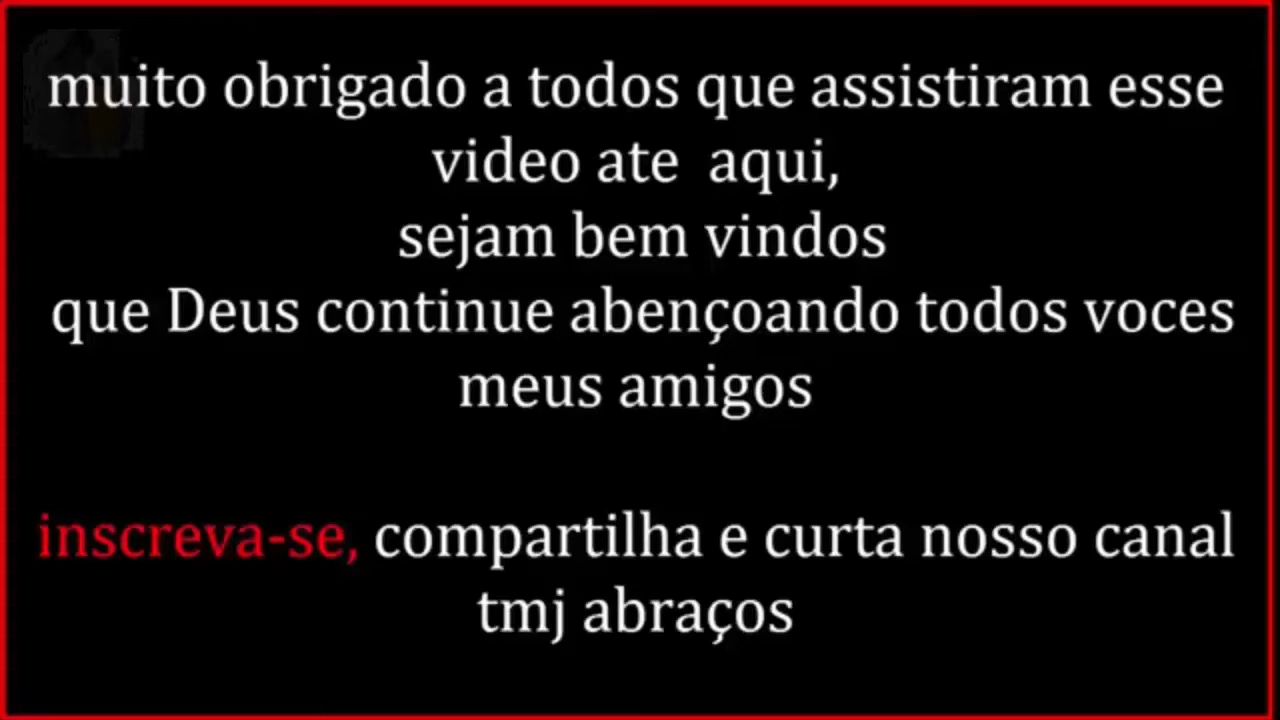 muito obrigado a todos que assistiram esse
video ate  aqui,
sejam bem vindos
que Deus continue abençoando todos voces
meus amigos
inscreva-se, compartilha e curta nosso canal
tmj abraços